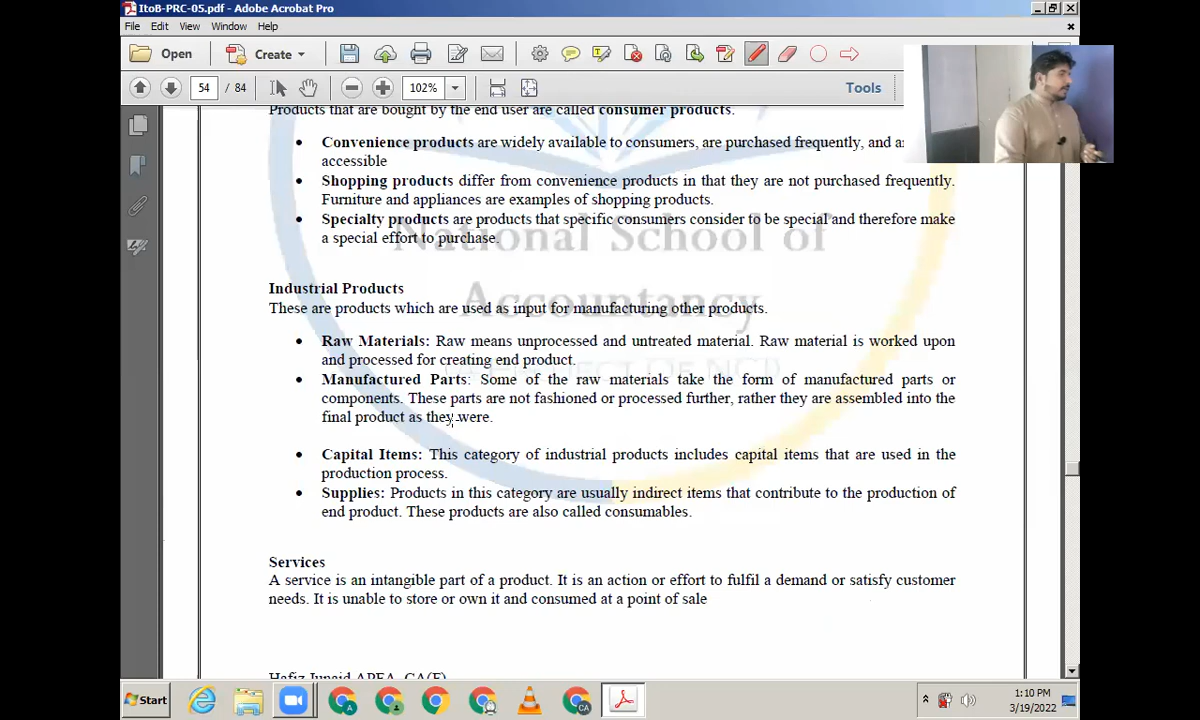 ItoB-PRC-05.pdf - Adobe Acrobat Pro
File Edit View Window Help
Open Create
54 / 84 102% Tools
Products that are bought by the end user are called consumer products.
• Convenience products are widely available to consumers, are purchased frequently, and a
accessible
• Shopping products differ from convenience products in that they are not purchased frequently.
Furniture and appliances are examples of shopping products.
• Specialty products are products that specific consumers consider to be special and therefore make
a special effort to purchase.
National School of
Accountancy
Industrial Products
These are products which are used as input for manufacturing other products.
• Raw Materials: Raw means unprocessed and untreated material. Raw material is worked upon
and processed for creating end product.
• Manufactured Parts: Some of the raw materials take the form of manufactured parts or
components. These parts are not fashioned or processed further, rather they are assembled into the
final product as they were.
• Capital Items: This category of industrial products includes capital items that are used in the
production process.
• Supplies: Products in this category are usually indirect items that contribute to the production of
end product. These products are also called consumables.
Services
A service is an intangible part of a product. It is an action or effort to fulfil a demand or satisfy customer
needs. It is unable to store or own it and consumed at a point of sale
Hafiz Junaid APFA, CA(F)
Start
1:10 PM
3/19/2022